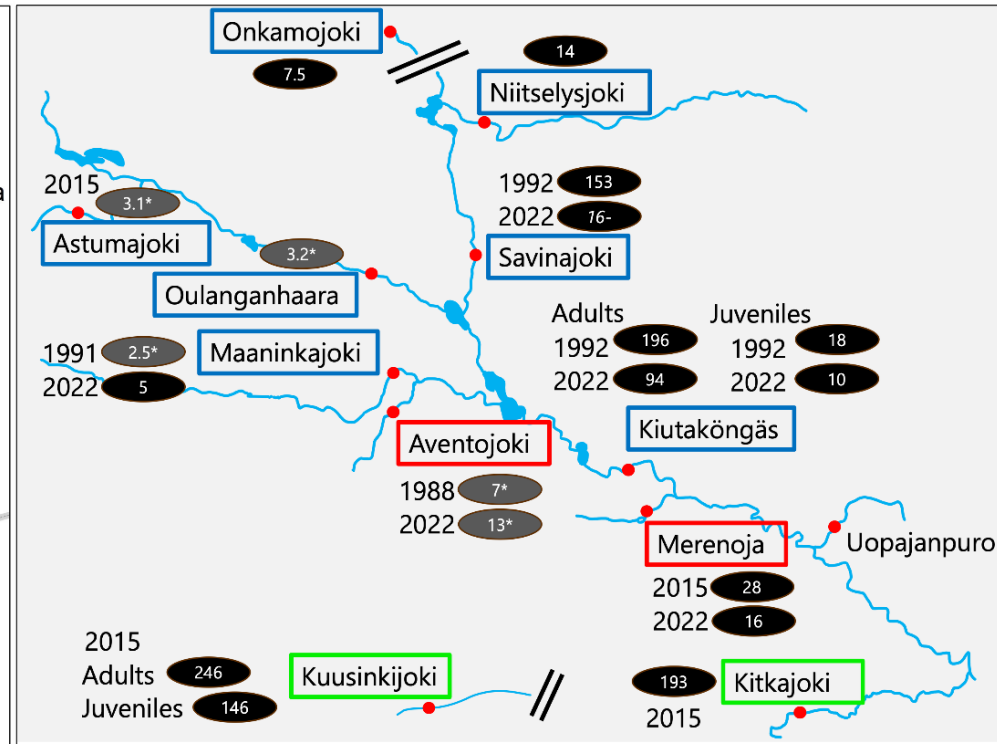 Onkamojoki
7.5
14
Niitselysjoki
a
2015
3.1*
Astumajoki
3.2*
Oulanganhaara
1992 153
2022 16-
Savinajoki
1991 2.5*
2022 5
Maaninkajoki
Adults
1992 196
2022 94
Juveniles
1992 18
2022 10
Kiutaköngäs
Aventojoki
1988 7*
2022 13*
Merenoja
2015 28
2022 16
Uopajanpuro
2015
Adults 246
Juveniles 146
Kuusinkijoki
193
2015
Kitkajoki